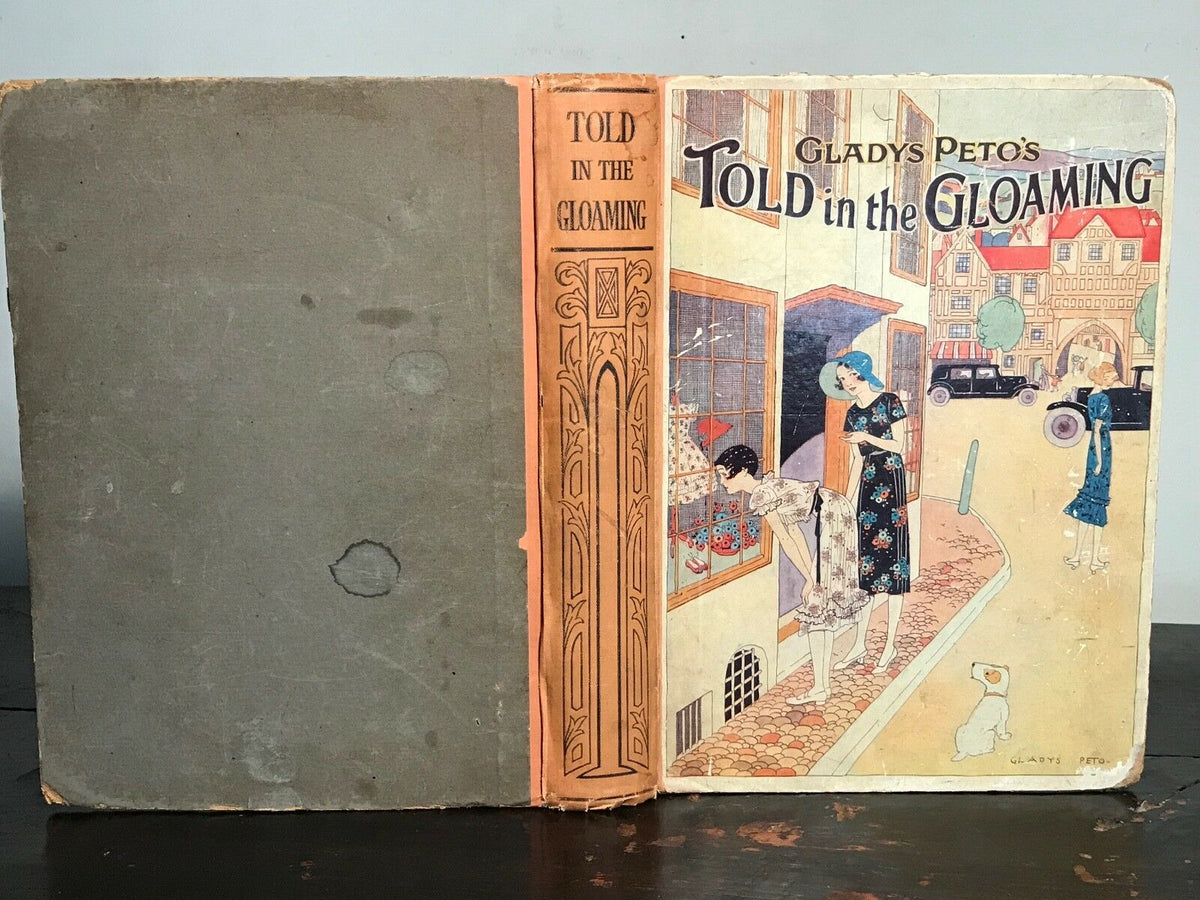 TOLD
IN THE
GLOAMING
GLADYS PETO'S
TOLD in the GLOAMING
GLADYS PETO-